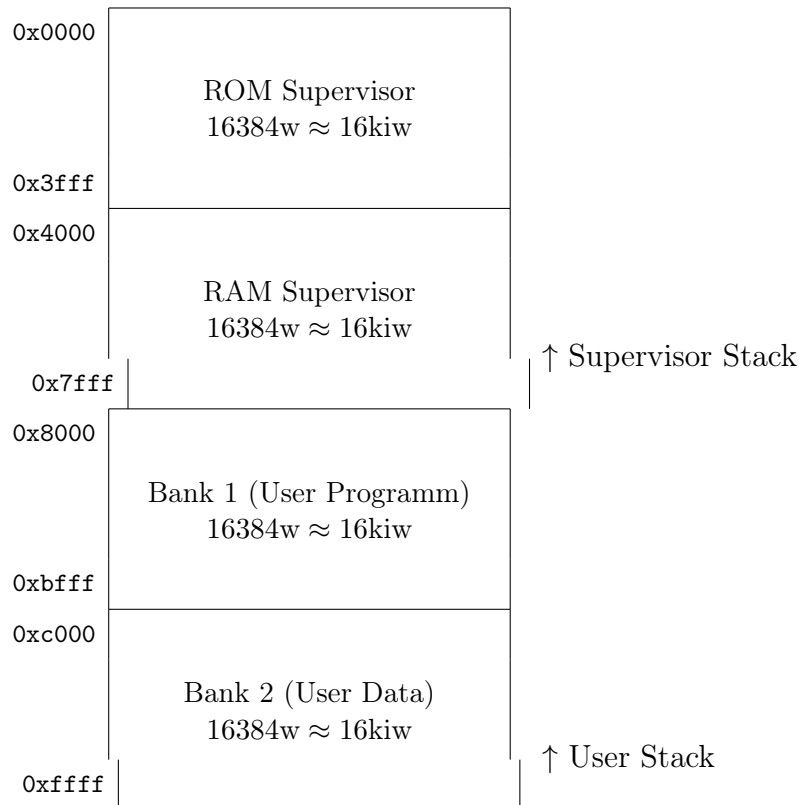 0x0000
ROM Supervisor
16384w ≈ 16kiw
0x3fff
0x4000
RAM Supervisor
16384w ≈ 16kiw
↑ Supervisor Stack
0x7fff
0x8000
Bank 1 (User Programm)
16384w ≈ 16kiw
0xbfff
0xc000
Bank 2 (User Data)
16384w ≈ 16kiw
↑ User Stack
0xffff